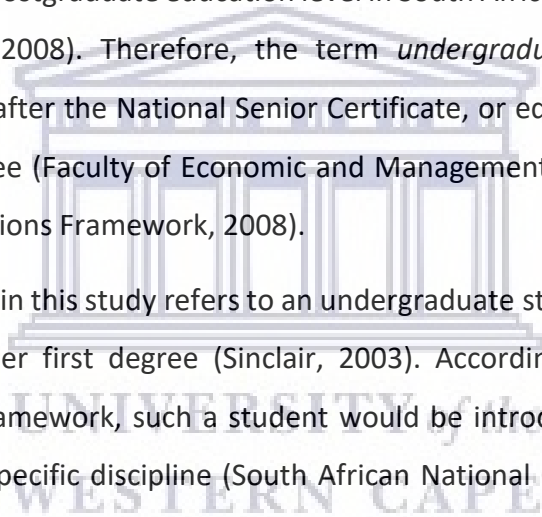 ostgraduate education level in South Afri
2008). Therefore, the term undergradu
after the National Senior Certificate, or ec
ee (Faculty of Economic and Management
ions Framework, 2008).
in this study refers to an undergraduate st
er first degree (Sinclair, 2003). Accordin
amework, such a student would be introd
pecific discipline (South African National
UNIVERSITY of the
WESTERN CAPE